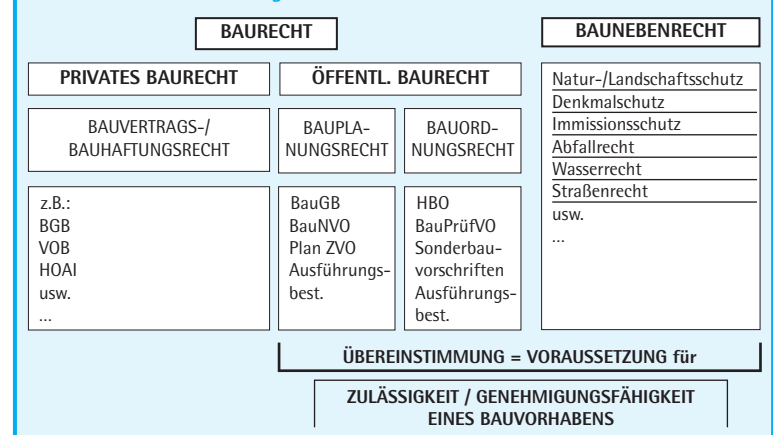 BAURECHT
BAUNEBENRECHT
PRIVATES BAURECHT
ÖFFENTL. BAURECHT
BAUVERTRAGS-/
BAUHAFTUNGSRECHT
BAUPLA-
NUNGSRECHT
BAUORD-
NUNGSRECHT
z.B.:
BGB
VOB
HOAI
usw.
...
BauGB
BauNVO
Plan ZVO
Ausführungs-
best.
HBO
BauPrüfVO
Sonderbau-
vorschriften
Ausführungs-
best.
Natur-/Landschaftsschutz
Denkmalschutz
Immissionsschutz
Abfallrecht
Wasserrecht
Straßenrecht
usw.
...
ÜBEREINSTIMMUNG = VORAUSSETZUNG für
ZULÄSSIGKEIT / GENEHMIGUNGSFÄHIGKEIT
EINES BAUVORHABENS